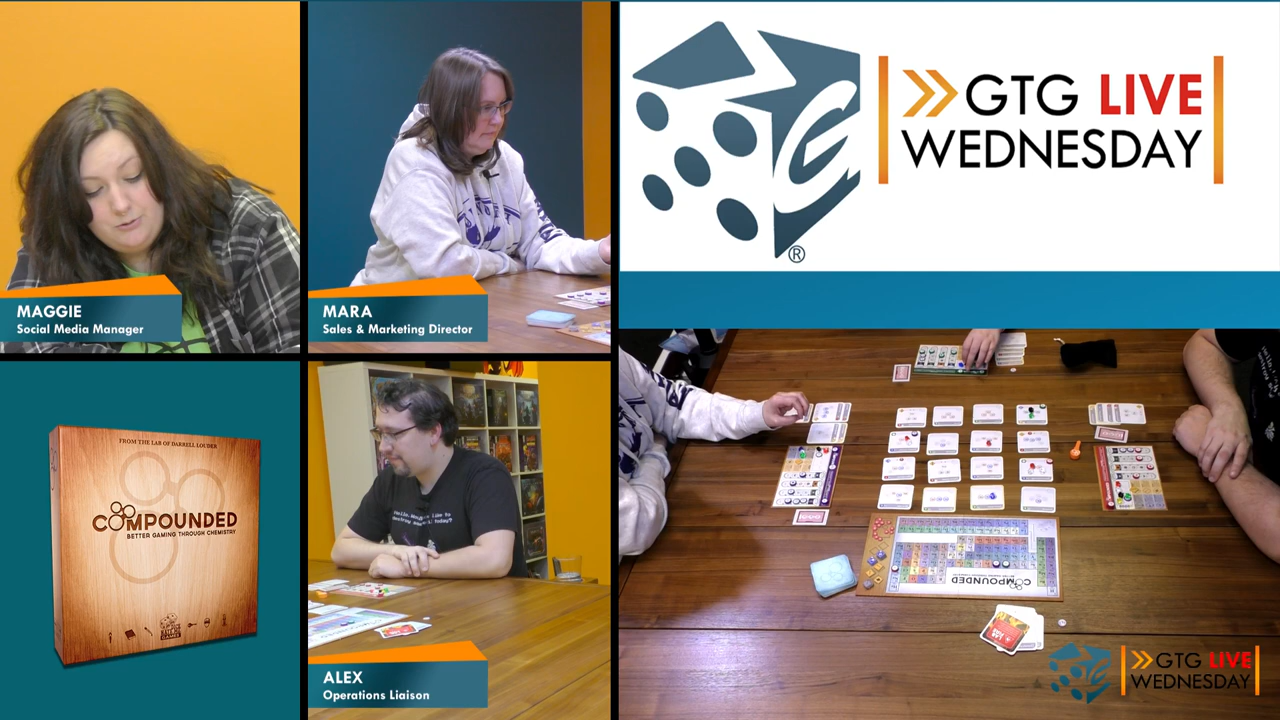 MAGGIE
Social Media Manager
MARA
Sales & Marketing Director
G
®
GTG LIVE
WEDNESDAY
FROM THE LAB OF DARRELL LOUDER
COMPOUNDED
BETTER GAMING THROUGH CHEMISTRY
ALEX
Operations Liaison
COMPOUNDED
GTG LIVE
WEDNESDAY